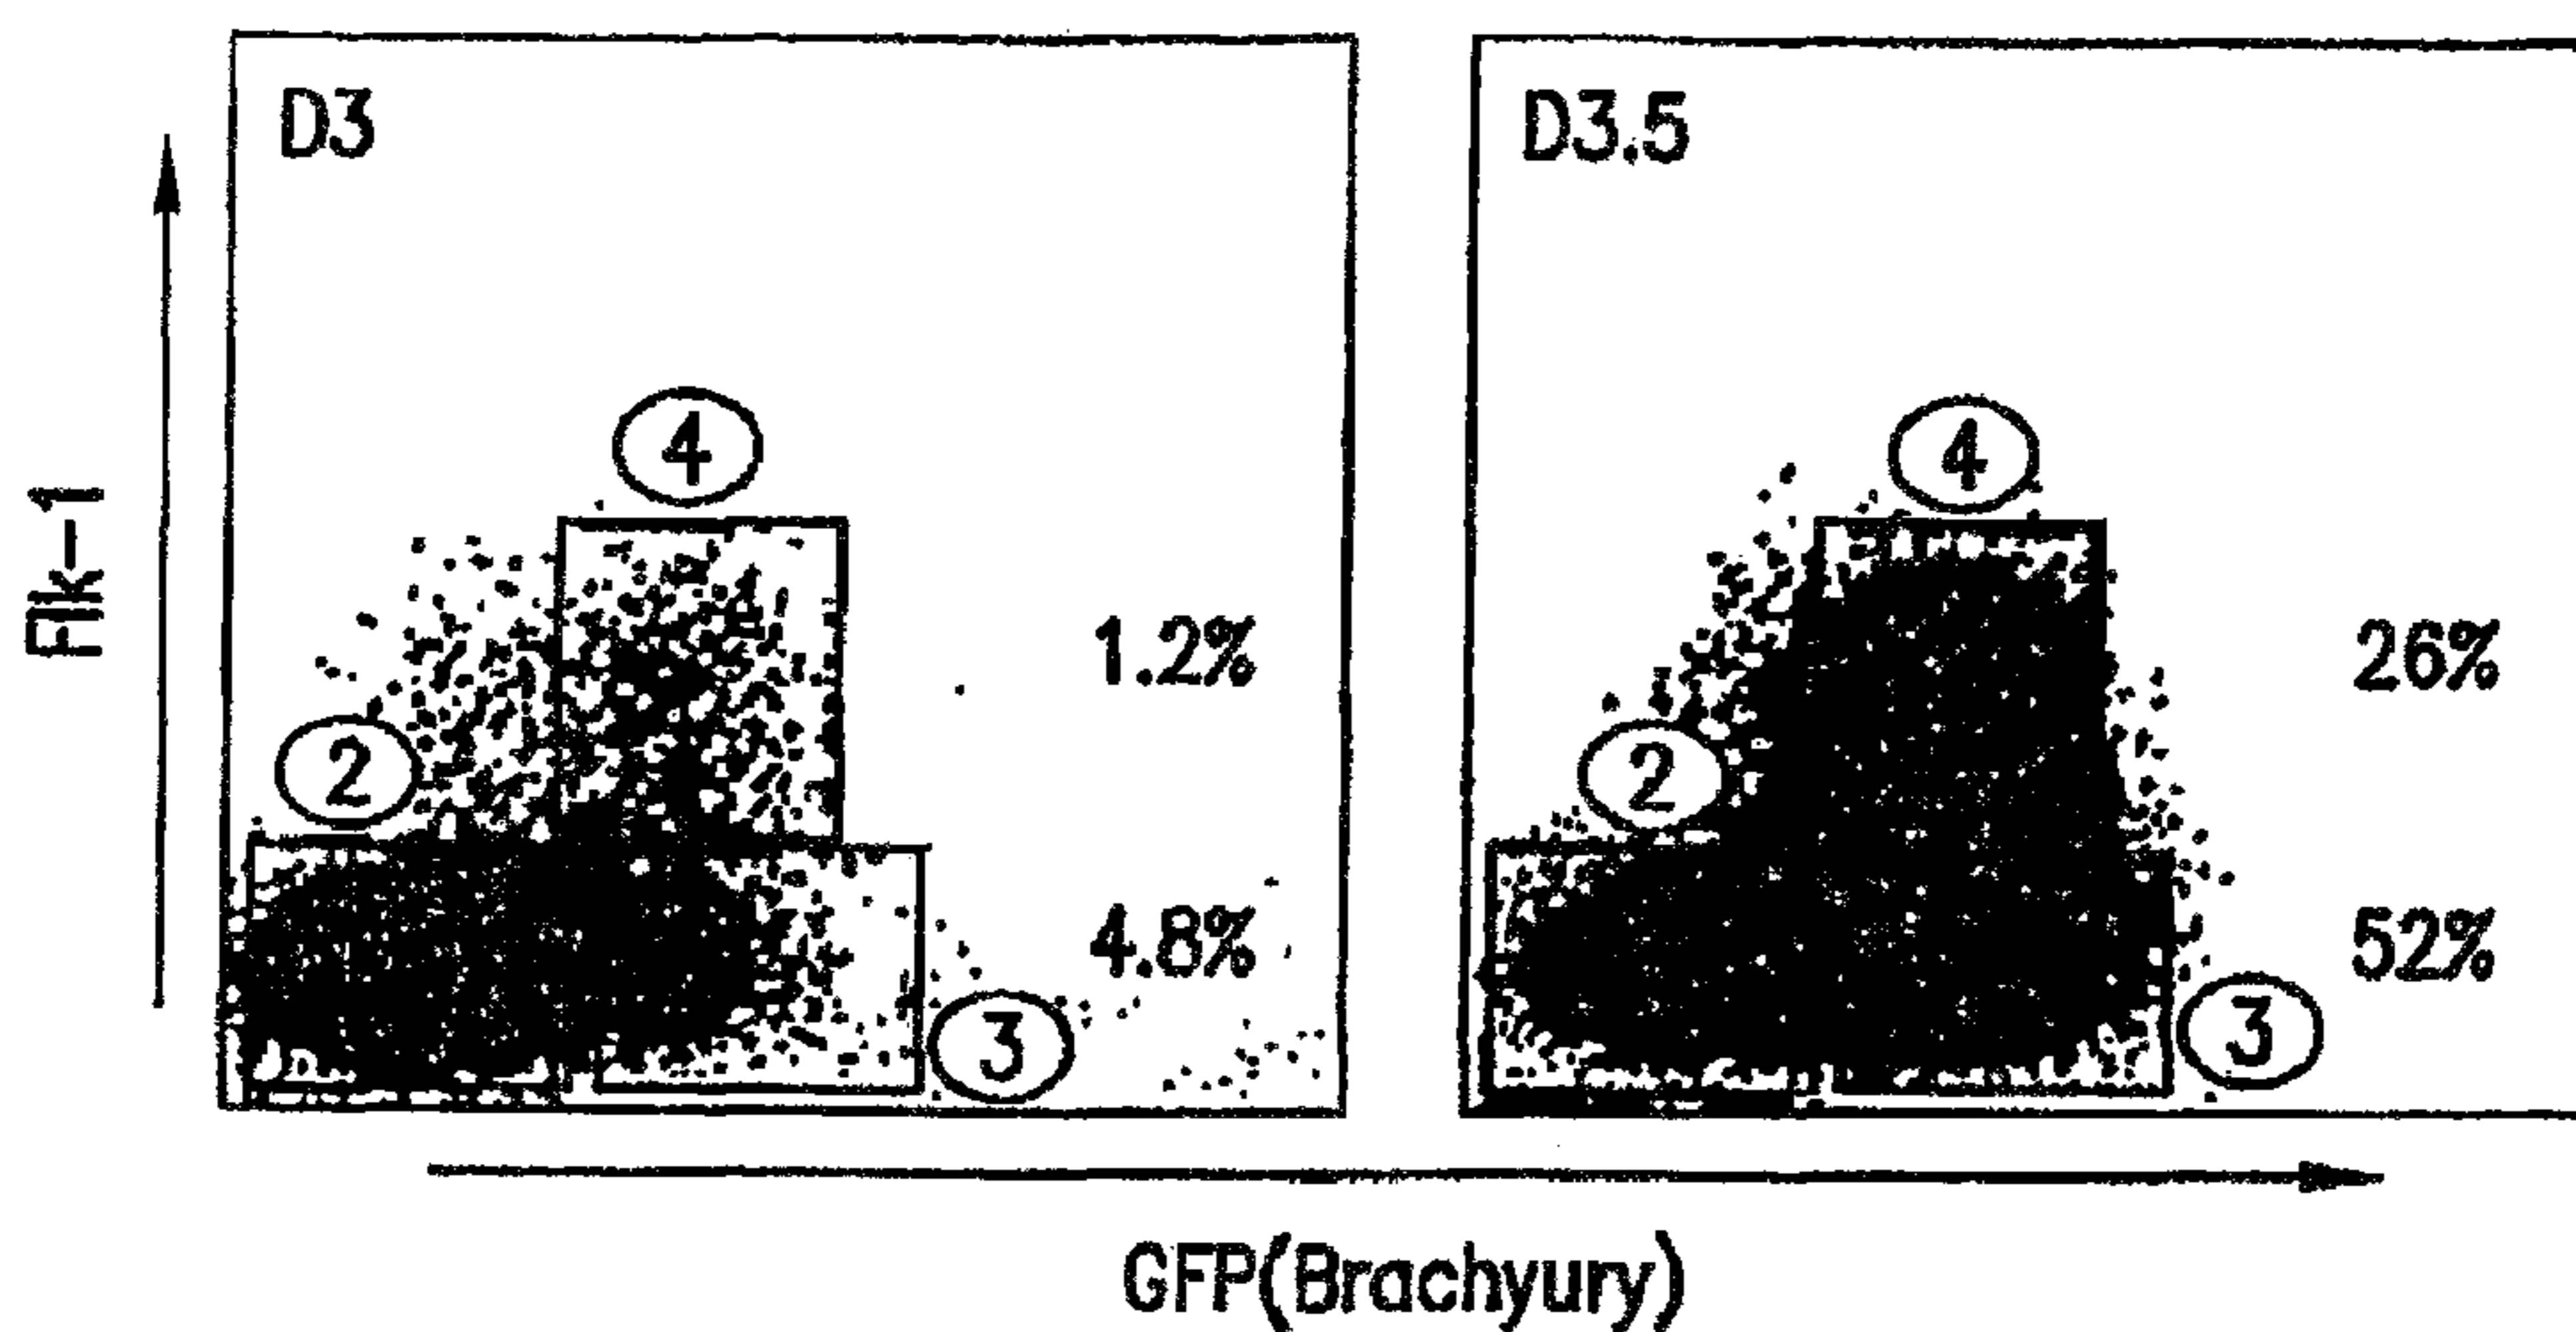 D3
D3.5
④
④
Flk-1
1.2%
26%
②
②
4.8%
52%
③
③
GFP(Brachyury)